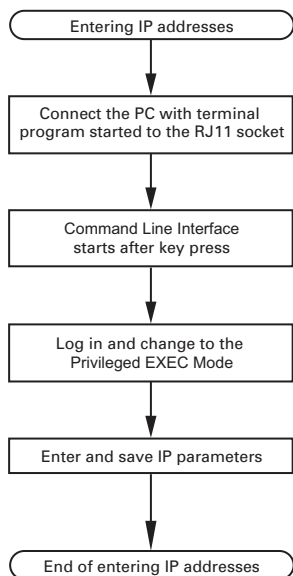 Entering IP addresses
Connect the PC with terminal
program started to the RJ11 socket
Command Line Interface
starts after key press
Log in and change to the
Privileged EXEC Mode
Enter and save IP parameters
End of entering IP addresses